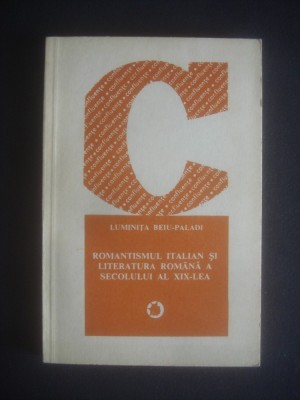 C
LUMINIȚA BEIU-PALADI
ROMANTISMUL ITALIAN ȘI
LITERATURA ROMÂNĂ A
SECOLULUI AL XIX-LEA